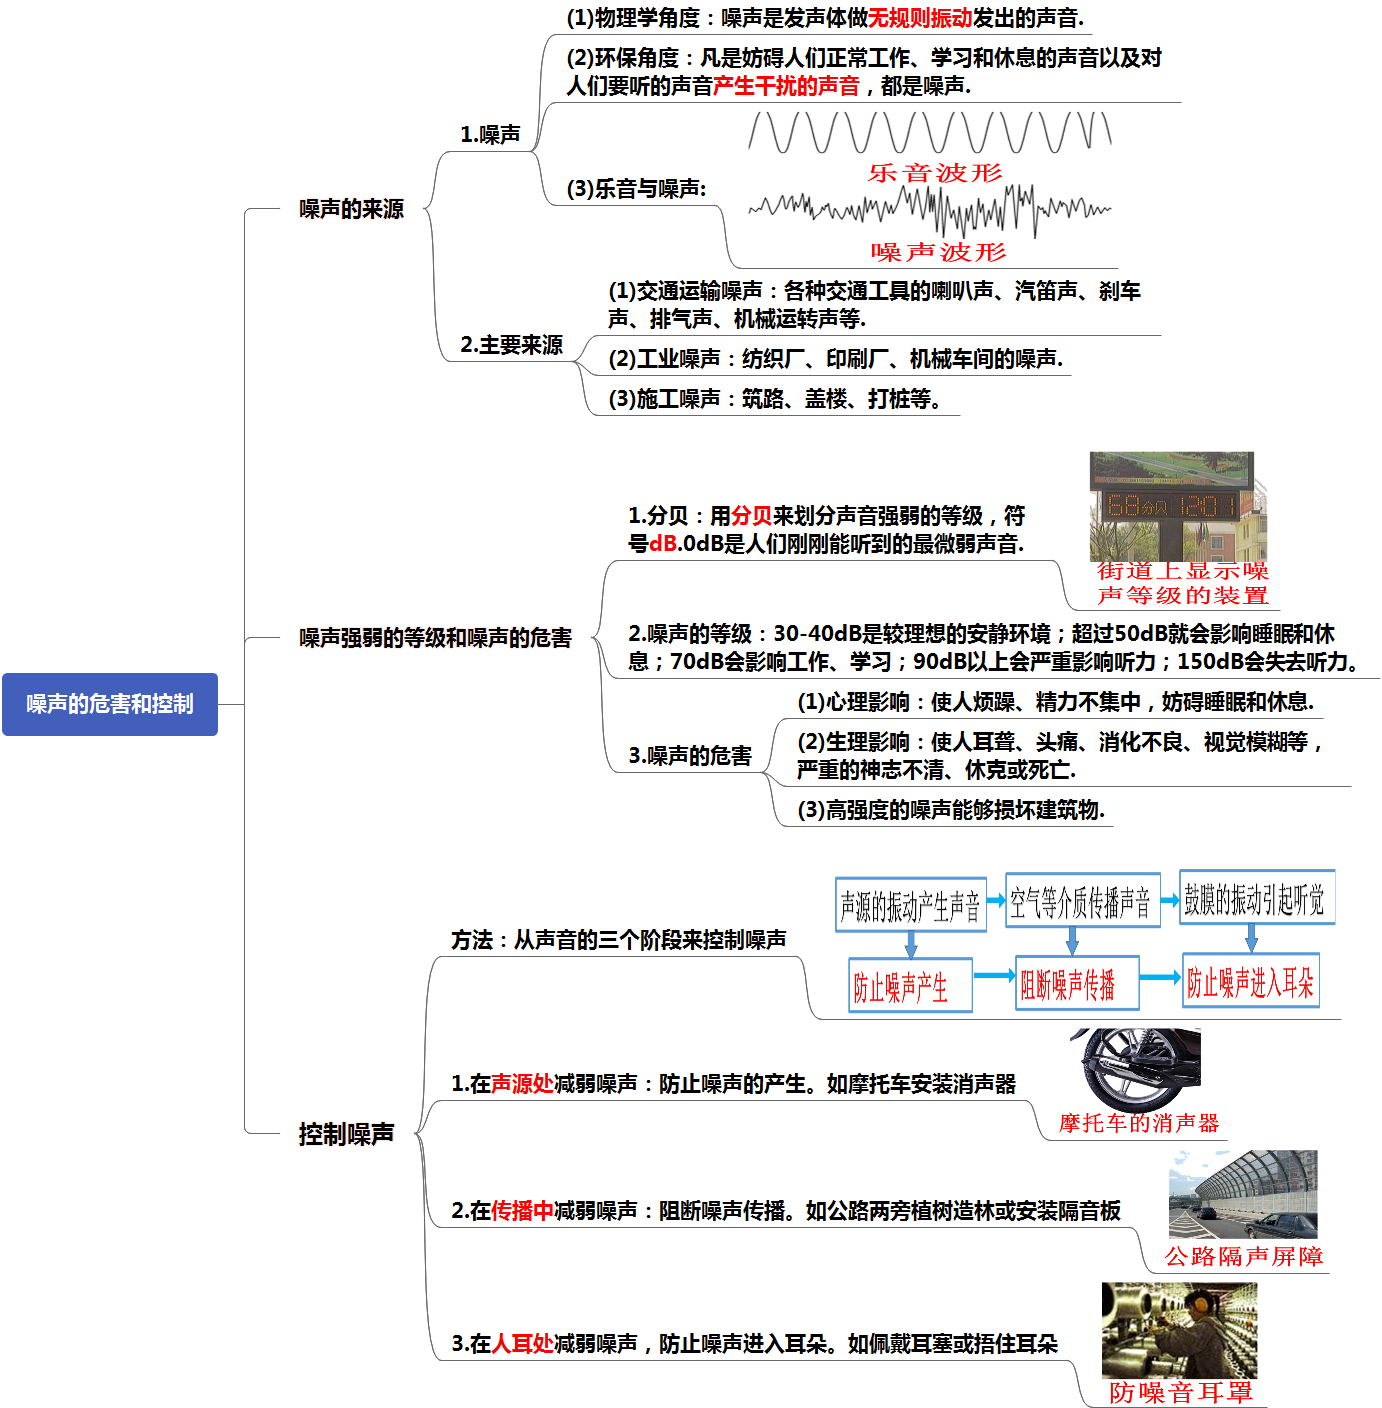 (1)物理学角度：噪声是发声体做无规则振动发出的声音.
(2)环保角度：凡是妨碍人们正常工作、学习和休息的声音以及对
人们要听的声音产生干扰的声音，都是噪声.
1.噪声
乐音波形
(3)乐音与噪声:
噪声的来源
噪声波形
(1)交通运输噪声：各种交通工具的喇叭声、汽笛声、刹车
声、排气声、机械运转声等.
2.主要来源
(2)工业噪声：纺织厂、印刷厂、机械车间的噪声.
(3)施工噪声：筑路、盖楼、打桩等。
68分贝 1201
1.分贝：用分贝来划分声音强弱的等级，符
号dB.0dB是人们刚刚能听到的最微弱声音.
街道上显示噪
声等级的装置
噪声强弱的等级和噪声的危害
2.噪声的等级：30-40dB是较理想的安静环境；超过50dB就会影响睡眠和休
息；70dB会影响工作、学习；90dB以上会严重影响听力；150dB会失去听力。
噪声的危害和控制
(1)心理影响：使人烦躁、精力不集中，妨碍睡眠和休息.
(2)生理影响：使人耳聋、头痛、消化不良、视觉模糊等，
严重的神志不清、休克或死亡.
3.噪声的危害
(3)高强度的噪声能够损坏建筑物.
声源的振动产生声音
空气等介质传播声音
鼓膜的振动引起听觉
方法：从声音的三个阶段来控制噪声
防止噪声产生
阻断噪声传播
防止噪声进入耳朵
1.在声源处减弱噪声：防止噪声的产生。如摩托车安装消声器
摩托车的消声器
控制噪声
2.在传播中减弱噪声：阻断噪声传播。如公路两旁植树造林或安装隔音板
公路隔声屏障
3.在人耳处减弱噪声，防止噪声进入耳朵。如佩戴耳塞或捂住耳朵
防噪音耳罩